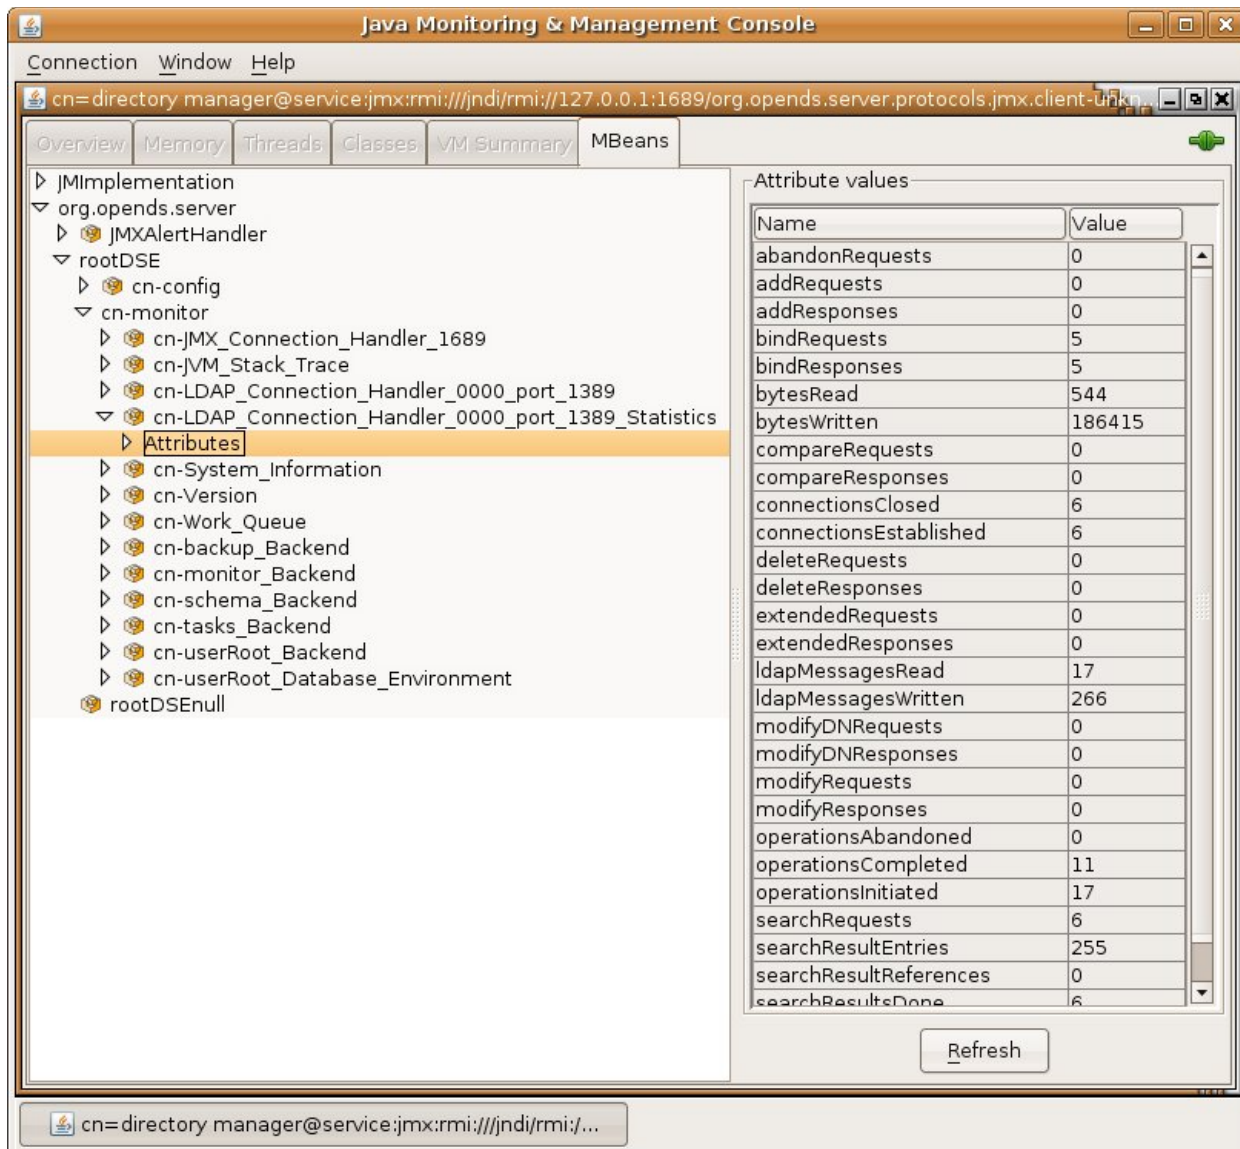 Java Monitoring & Management Console
Connection Window Help
cn=directory manager@service:jmx:rmi:///jndi/rmi://127.0.0.1:1689/org.opends.server.protocols.jmx.client-unkn...
Overview Memory Threads Classes VM Summary MBeans
JMImplementation
org.opends.server
JMXAlertHandler
rootDSE
cn-config
cn-monitor
cn-JMX_Connection_Handler_1689
cn-JVM_Stack_Trace
cn-LDAP_Connection_Handler_0000_port_1389
cn-LDAP_Connection_Handler_0000_port_1389_Statistics
Attributes
cn-System_Information
cn-Version
cn-Work_Queue
cn-backup_Backend
cn-monitor_Backend
cn-schema_Backend
cn-tasks_Backend
cn-userRoot_Backend
cn-userRoot_Database_Environment
rootDSEnull
Attribute values
Name Value
abandonRequests 0
addRequests 0
addResponses 0
bindRequests 5
bindResponses 5
bytesRead 544
bytesWritten 186415
compareRequests 0
compareResponses 0
connectionsClosed 6
connectionsEstablished 6
deleteRequests 0
deleteResponses 0
extendedRequests 0
extendedResponses 0
ldapMessagesRead 17
ldapMessagesWritten 266
modifyDNRequests 0
modifyDNResponses 0
modifyRequests 0
modifyResponses 0
operationsAbandoned 0
operationsCompleted 11
operationsInitiated 17
searchRequests 6
searchResultEntries 255
searchResultReferences 0
searchResultsDone 6
Refresh
cn=directory manager@service:jmx:rmi:///jndi/rmi:/...